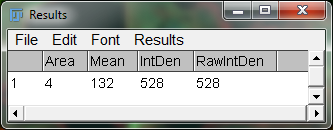 Results
File Edit Font Results
Area Mean IntDen RawIntDen
1 4 132 528 528